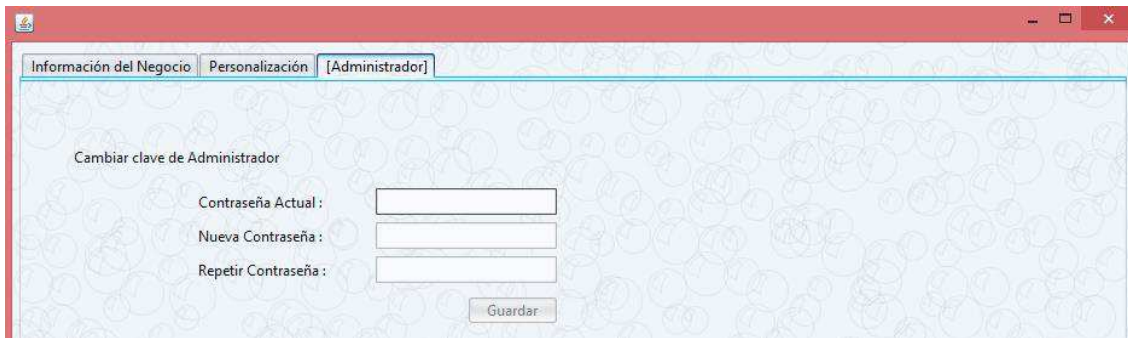 Información del Negocio Personalización [Administrador]
Cambiar clave de Administrador
Contraseña Actual :
Nueva Contraseña :
Repetir Contraseña :
Guardar